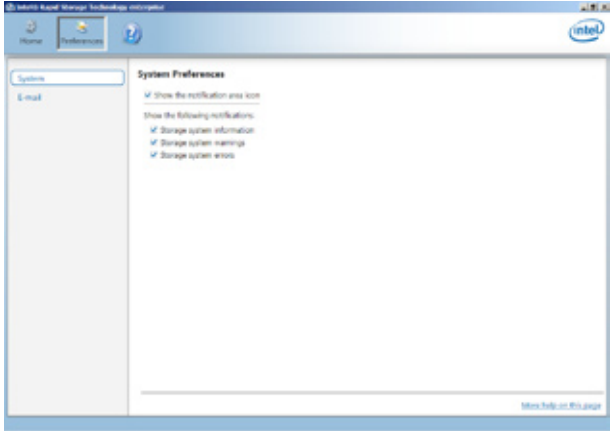 Intel® Rapid Storage Technology enterprise
Home
Preferences
intel
System
E-mail
System Preferences
Show the notification area icon
Show the following notifications:
Storage system information
Storage system warnings
Storage system errors
More help on this page